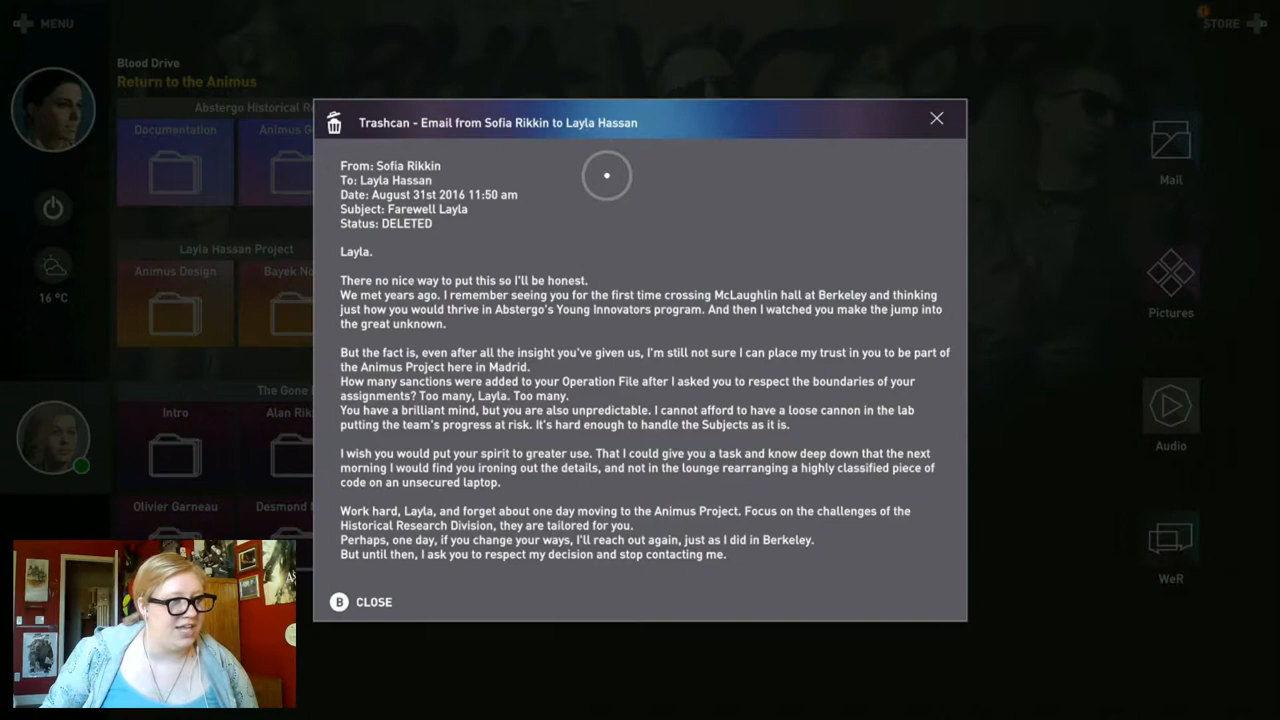 MENU
STORE
Blood Drive
Return to the Animus
Abstergo Historical R
Documentation
Animus G
Trashcan - Email from Sofia Rikkin to Layla Hassan
From: Sofia Rikkin
To: Layla Hassan
Date: August 31st 2016 11:50 am
Subject: Farewell Layla
Status: DELETED
Layla.
There no nice way to put this so I'll be honest.
We met years ago. I remember seeing you for the first time crossing McLaughlin hall at Berkeley and thinking
just how you would thrive in Abstergo's Young Innovators program. And then I watched you make the jump into
the great unknown.
But the fact is, even after all the insight you've given us, I'm still not sure I can place my trust in you to be part of
the Animus Project here in Madrid.
How many sanctions were added to your Operation File after I asked you to respect the boundaries of your
assignments? Too many, Layla. Too many.
You have a brilliant mind, but you are also unpredictable. I cannot afford to have a loose cannon in the lab
putting the team's progress at risk. It's hard enough to handle the Subjects as it is.
I wish you would put your spirit to greater use. That I could give you a task and know deep down that the next
morning I would find you ironing out the details, and not in the lounge rearranging a highly classified piece of
code on an unsecured laptop.
Work hard, Layla, and forget about one day moving to the Animus Project. Focus on the challenges of the
Historical Research Division, they are tailored for you.
Perhaps, one day, if you change your ways, I'll reach out again, just as I did in Berkeley.
But until then, I ask you to respect my decision and stop contacting me.
B CLOSE
Layla Hassan Project
Animus Design
Bayek No
16 °C
The Gone
Intro
Alan Rik
Olivier Garneau
Desmond M
Mail
Pictures
Audio
WeR